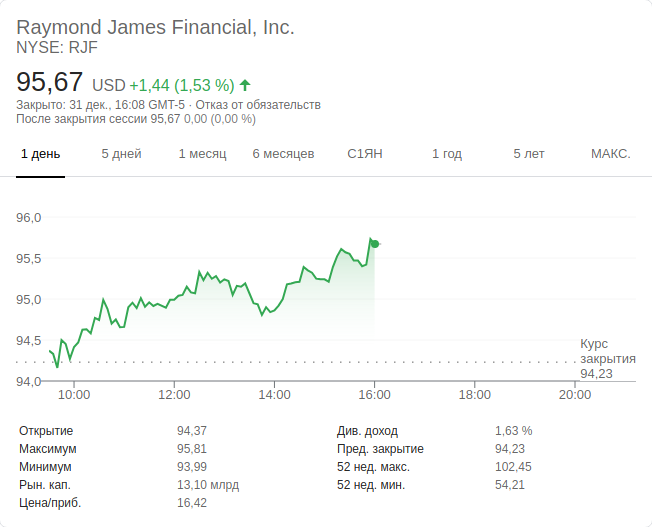 Raymond James Financial, Inc.
NYSE: RJF
95,67 USD +1,44 (1,53 %)
Закрыто: 31 дек., 16:08 GMT-5 · Отказ от обязательств
После закрытия сессии 95,67 0,00 (0,00 %)
1 день 5 дней 1 месяц 6 месяцев С1ЯН 1 год 5 лет МАКС.
96,0
95,5
95,0
94,5
94,0
Курс
закрытия
94,23
10:00 12:00 14:00 16:00 18:00 20:00
Открытие 94,37 Див. доход 1,63 %
Максимум 95,81 Пред. закрытие 94,23
Минимум 93,99 52 нед. макс. 102,45
Рын. кап. 13,10 млрд 52 нед. мин. 54,21
Цена/приб. 16,42